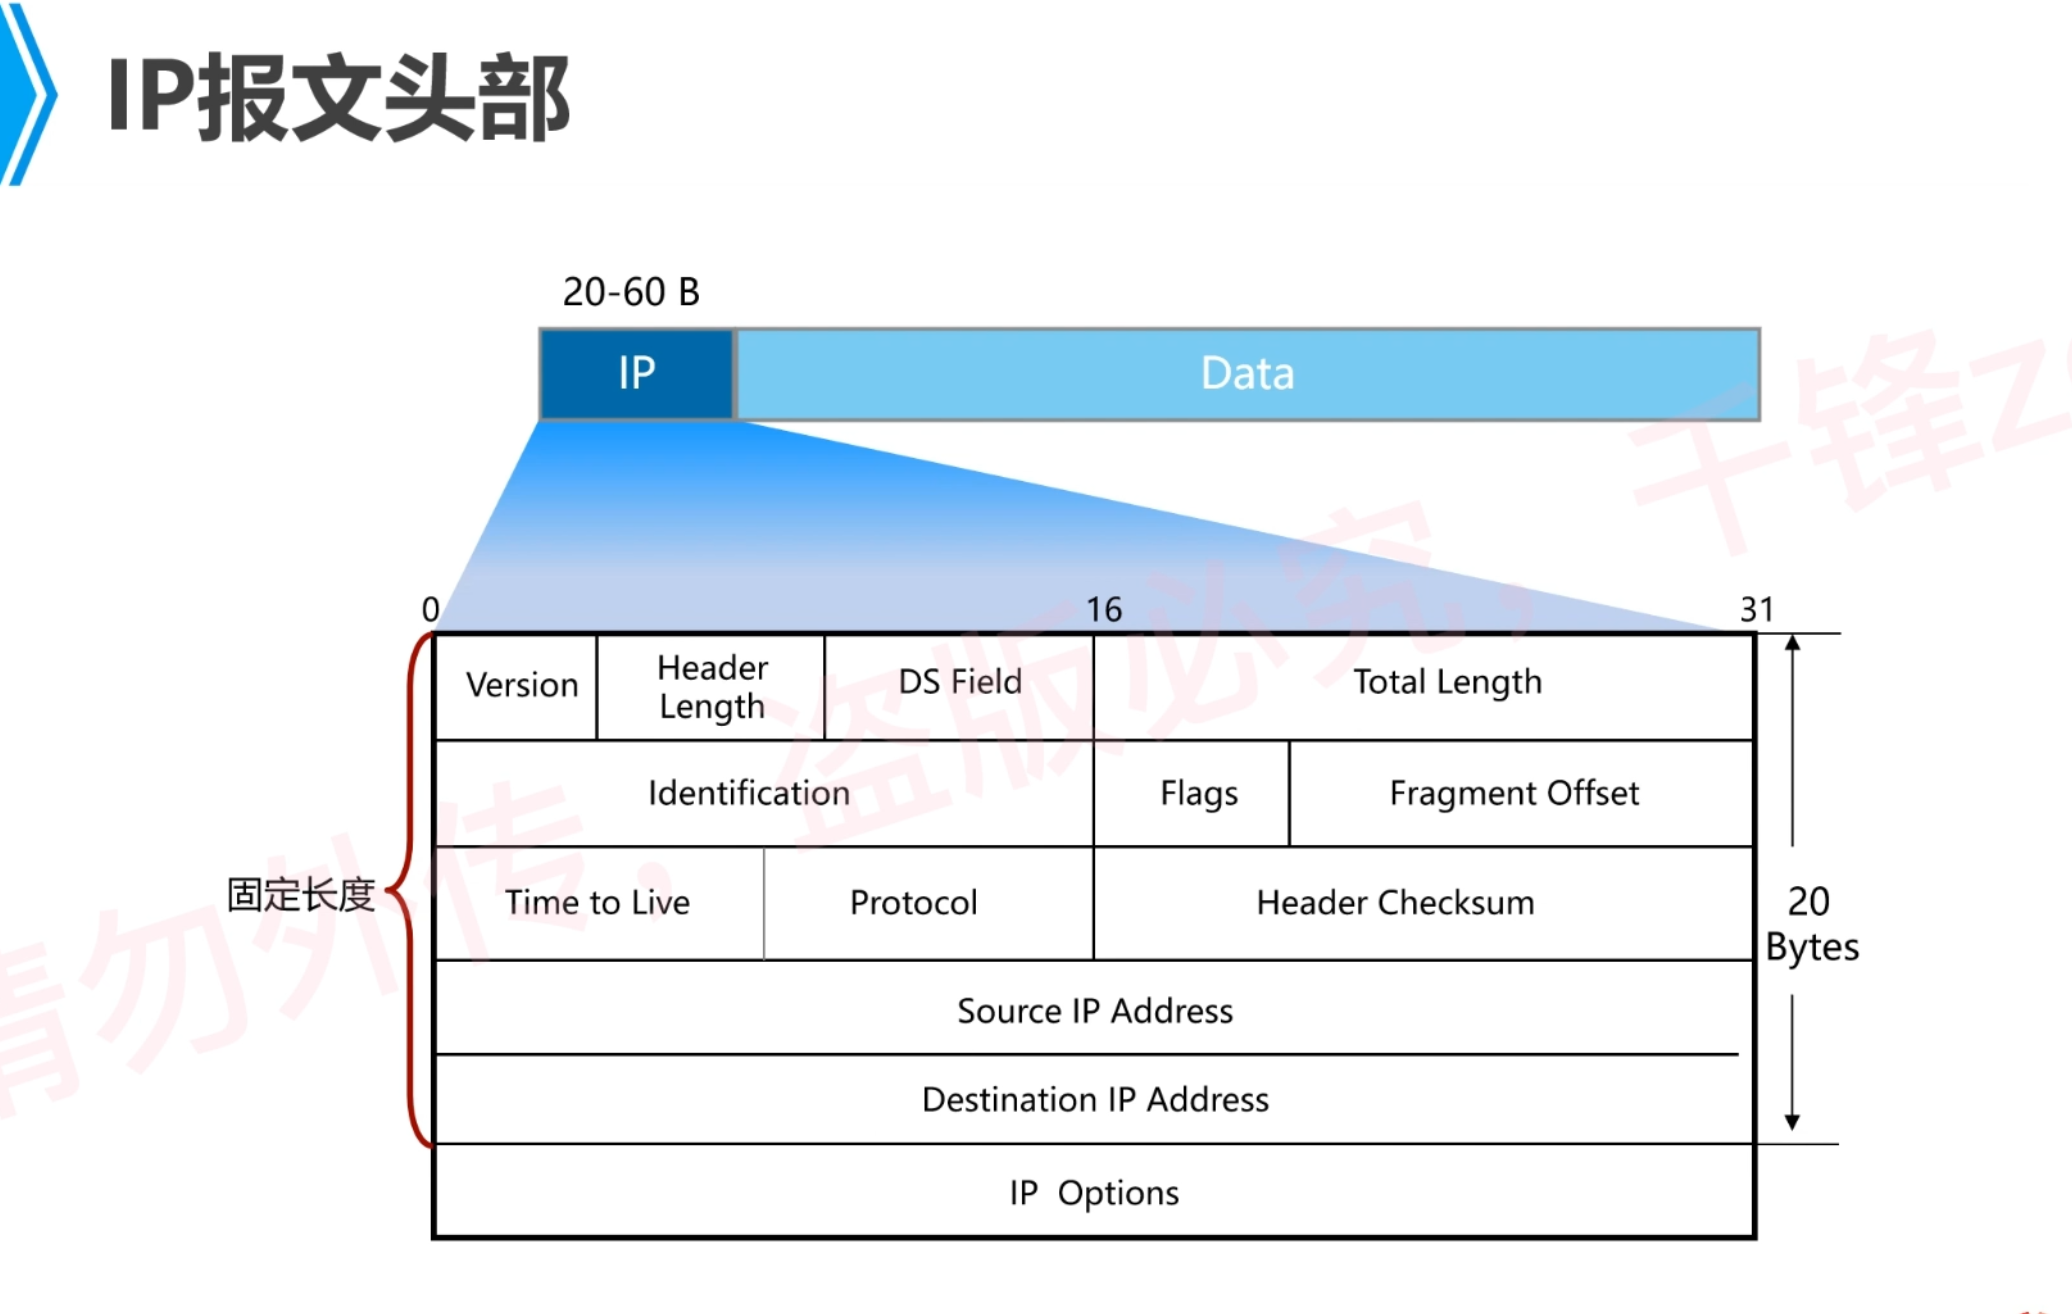 IP报文头部
20-60 B
IP
Data
0
16
31
Version
Header
Length
DS Field
Total Length
Identification
Flags
Fragment Offset
固定长度
Time to Live
Protocol
Header Checksum
20
Bytes
Source IP Address
Destination IP Address
IP Options
请勿外传，盗版必究，千锋